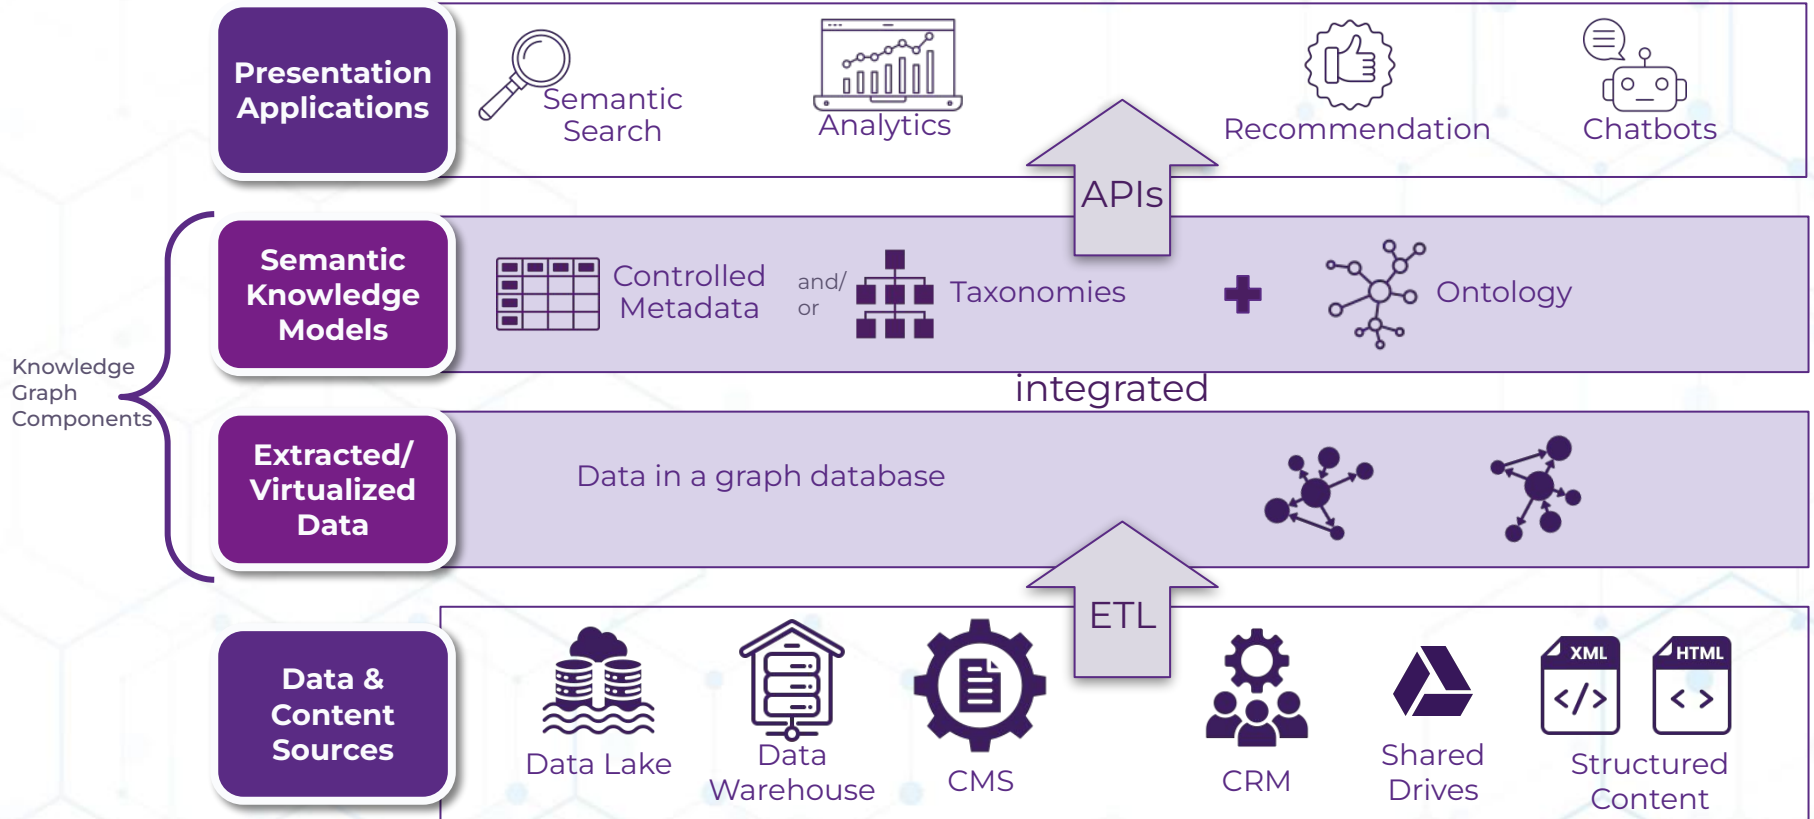 Presentation
Applications
Semantic
Search
Analytics
Recommendation
Chatbots
APIs
Knowledge
Graph
Components
Semantic
Knowledge
Models
Controlled
Metadata
and/
or
Taxonomies
Ontology
integrated
Extracted/
Virtualized
Data
Data in a graph database
ETL
Data &
Content
Sources
Data Lake
Data
Warehouse
CMS
CRM
Shared
Drives
XML
</>
HTML
< >
Structured
Content